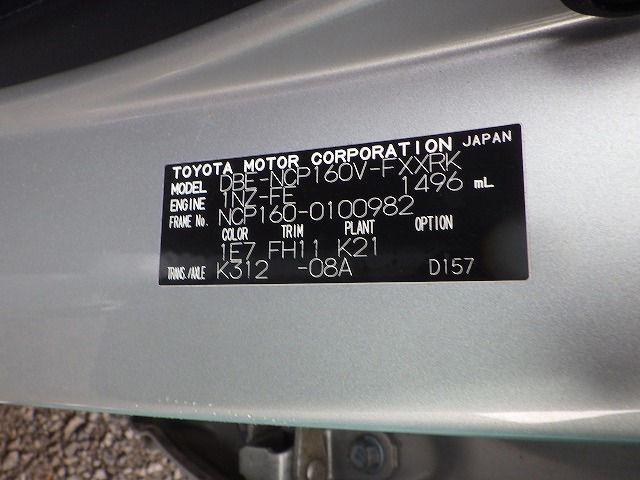 TOYOTA MOTOR CORPORATION JAPAN
MODEL DBE-NCP160V-FXXRK
ENGINE 1NZ-FE 1496 mL
FRAME No. NCP160-0100982
COLOR TRIM PLANT OPTION
1E7 FH11 K21
TRANS./AXLE K312 -08A D157